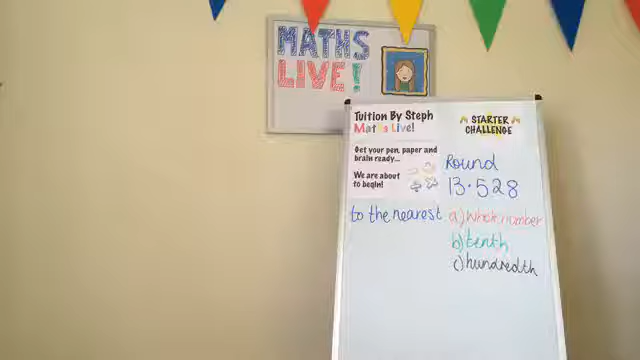 MATHS
LIVE!
Tuition By Steph
Maths Live!
STARTER
CHALLENGE
Get your pen, paper and
brain ready...
We are about
to begin!
Round
13.528
to the nearest a) Whole number
b) tenth
c) hundredth